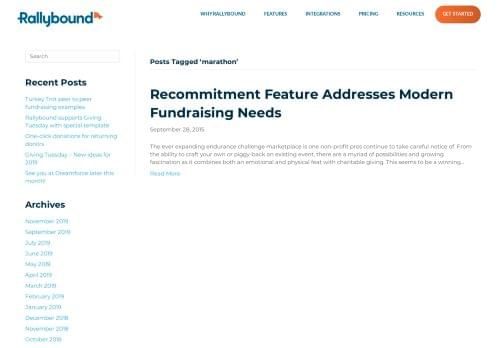 Rallybound
WHY RALLYBOUND
FEATURES
INTEGRATIONS
PRICING
RESOURCES
GET STARTED
Search
Recent Posts
Turkey Trot peer to peer
fundraising examples
Rallybound supports Giving
Tuesday with special template
One-click donations for returning
donors
Giving Tuesday – New ideas for
2019
See you at Dreamforce later this
month!
Archives
November 2019
September 2019
July 2019
June 2019
May 2019
April 2019
March 2019
February 2019
January 2019
December 2018
November 2018
October 2018
Posts Tagged ‘marathon’
Recommitment Feature Addresses Modern
Fundraising Needs
September 28, 2015
The ever expanding endurance challenge marketplace is one non-profit pros continue to take careful notice of. From
the ability to craft your own or piggy-back on existing event, there are a myriad of possibilities and growing
fascination as it combines both an emotional and physical feat with charitable giving. This seems to be a winning...
Read More